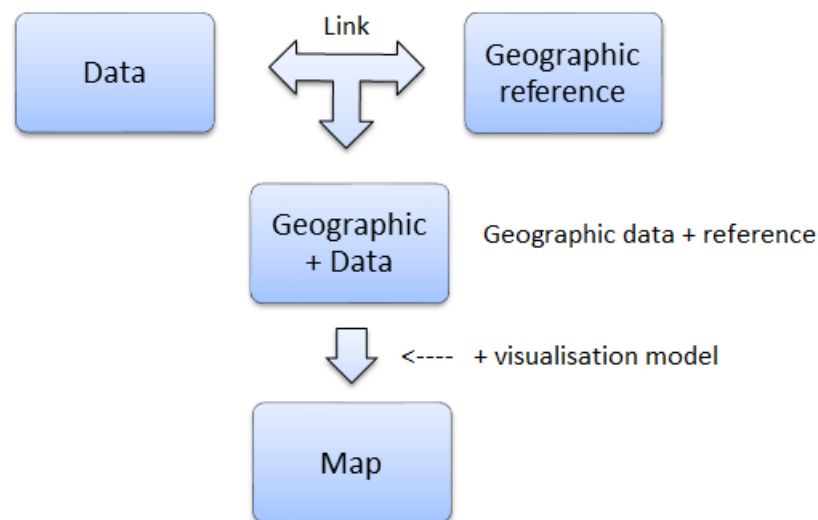 Link
Data
Geographic
reference
Geographic
+ Data
Geographic data + reference
<---- + visualisation model
Map